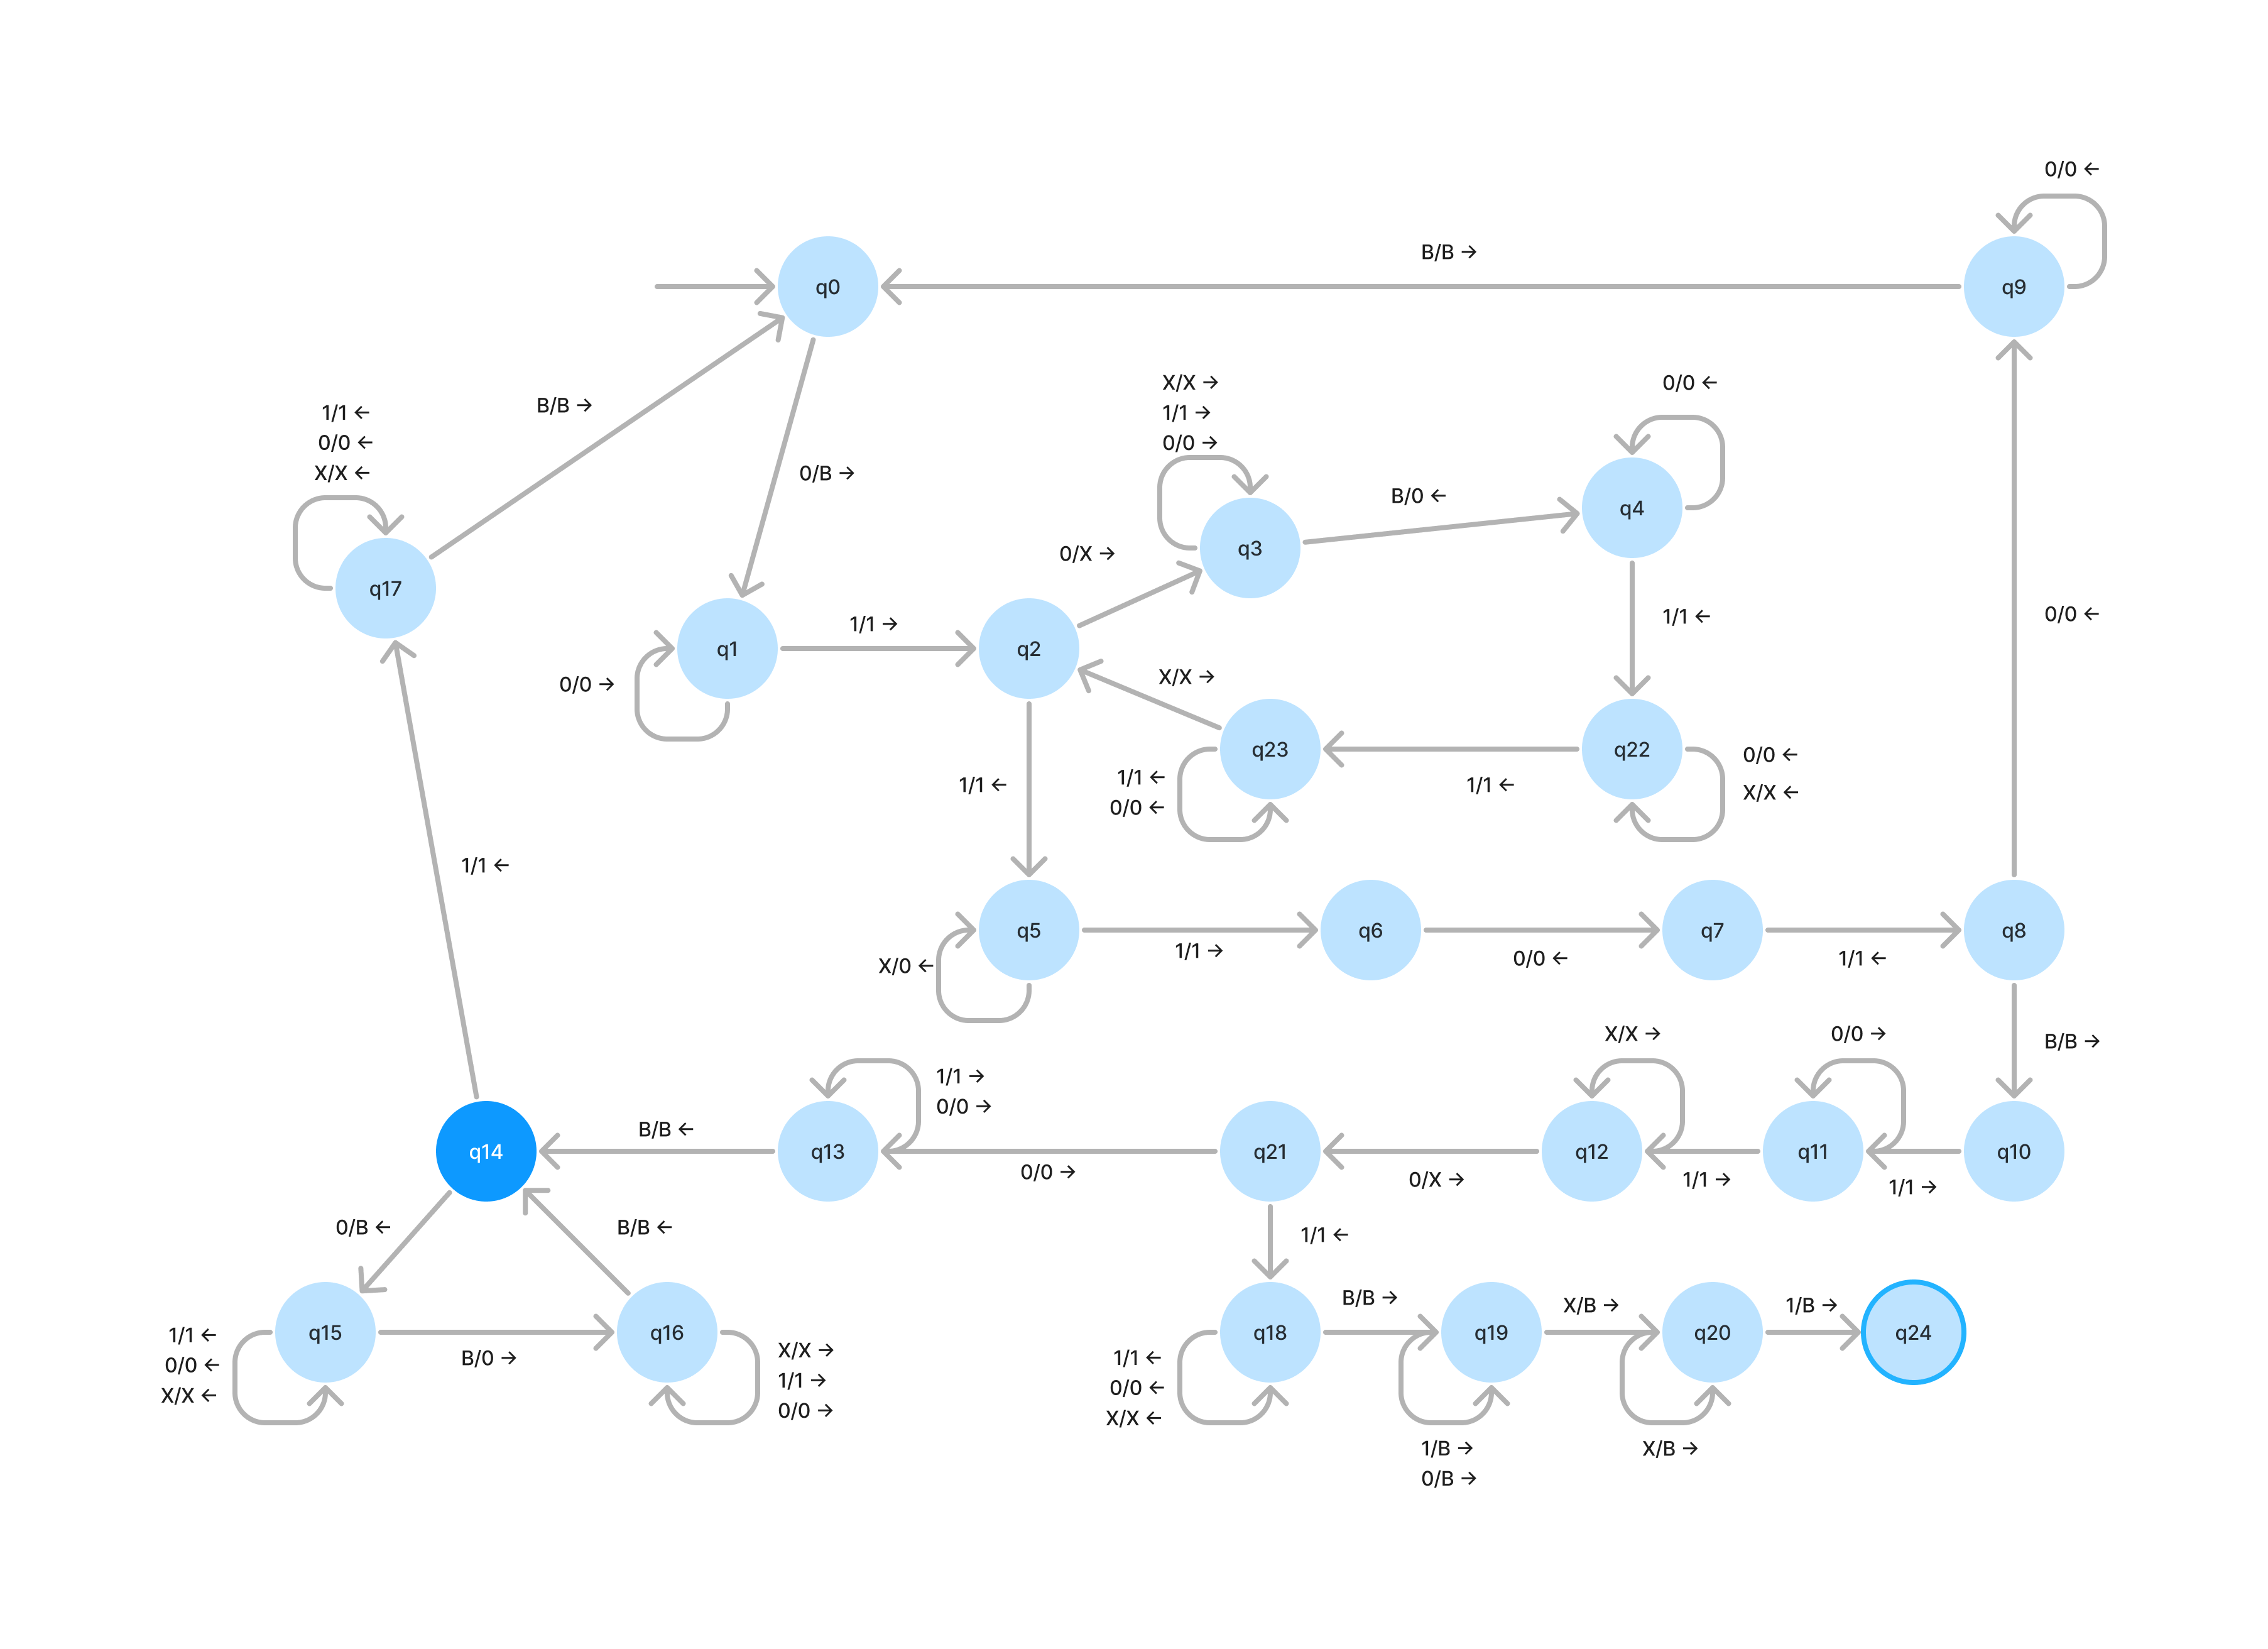 0/0 ←
B/B →
q0
q9
X/X →
1/1 →
0/0 →
0/0 ←
1/1 ←
0/0 ←
X/X ←
B/B →
0/B →
B/0 ←
q4
q3
0/X →
q17
1/1 →
1/1 ←
0/0 ←
q1
q2
X/X →
0/0 →
q23
q22
0/0 ←
X/X ←
1/1 ←
0/0 ←
1/1 ←
1/1 ←
1/1 ←
q5
q6
q7
q8
X/0 ←
1/1 →
0/0 ←
1/1 ←
X/X →
0/0 →
B/B →
1/1 →
0/0 →
B/B ←
q14
q13
q21
q12
q11
q10
0/0 →
0/X →
1/1 →
1/1 →
0/B ←
B/B ←
1/1 ←
B/B →
X/B →
1/B →
q15
q16
q18
q19
q20
q24
1/1 ←
0/0 ←
X/X ←
B/0 →
X/X →
1/1 →
0/0 →
1/1 ←
0/0 ←
X/X ←
1/B →
0/B →
X/B →